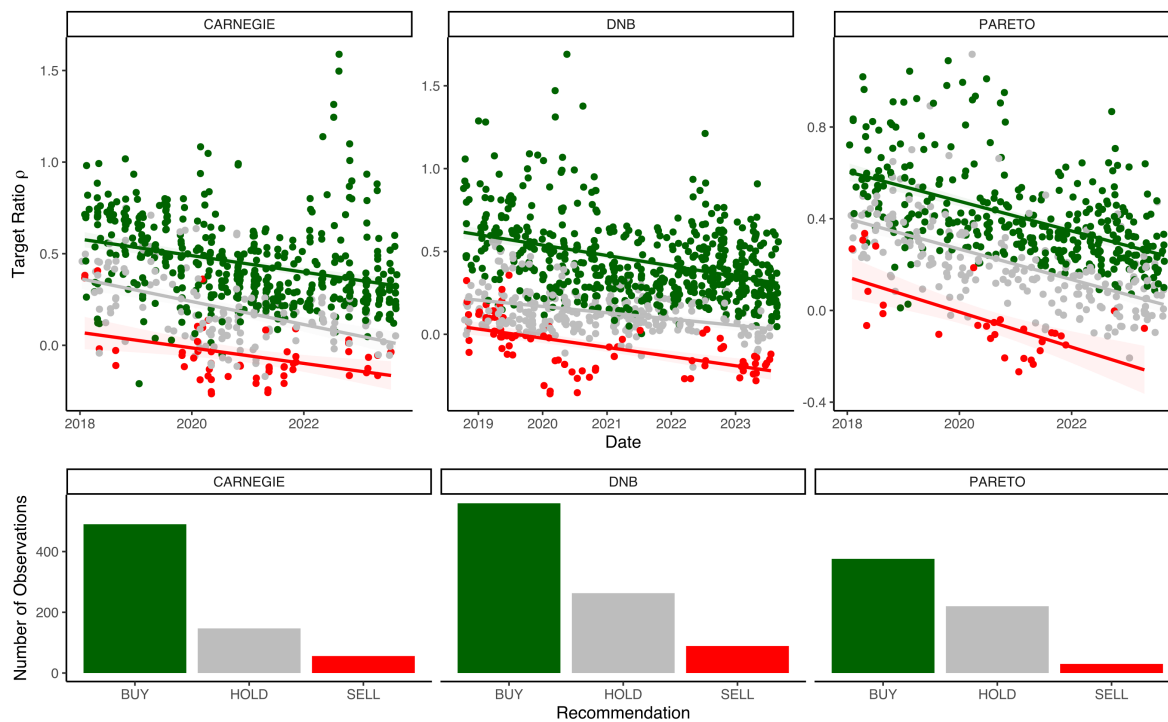 CARNEGIE
DNB
PARETO
Target Ratio ρ
1.5
1.0
0.5
0.0
1.5
1.0
0.5
0.0
0.8
0.4
0.0
-0.4
2018
2020
2022
2019
2020
2021
2022
2023
2018
2020
2022
Date
CARNEGIE
DNB
PARETO
Number of Observations
400
200
0
BUY
HOLD
SELL
BUY
HOLD
SELL
BUY
HOLD
SELL
Recommendation